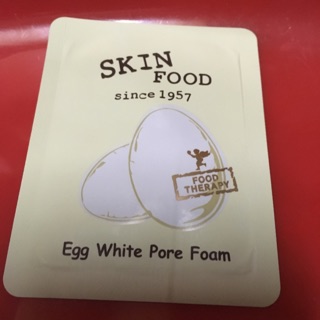 SKIN
FOOD
since 1957
FOOD
THERAPY
Egg White Pore Foam